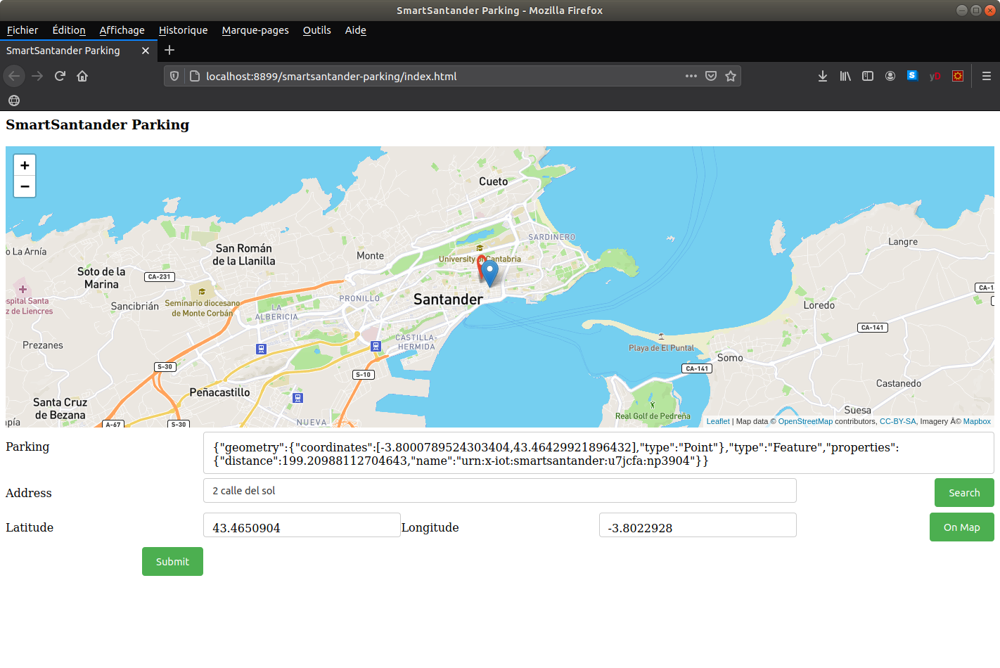 SmartSantander Parking - Mozilla Firefox
Fichier Édition Affichage Historique Marque-pages Outils Aide
SmartSantander Parking
localhost:8899/smartsantander-parking/index.html
SmartSantander Parking
+
−
Cueto
SARDINERO
o La Arnía
San Román
de la Llanilla
Monte
University of Cantabria
Langre
Soto de la
Marina
CA-231
Santander
CA-1
spital Santa
z de Liencres
Sancibrián
Seminario diocesano
de Monte Corbán
LA
ALBERICIA
PRONILLO
Loredo
CA-141
Prezanes
CASTILLA-
HERMIDA
Playa de El Puntal
Somo
S-30
S-10
CA-141
Peñacastillo
Castanedo
Santa Cruz
de Bezana
Real Golf de Pedreña
Suesa
apía
A-67
S-30
NUEVA
Leaflet | Map data © OpenStreetMap contributors, CC-BY-SA, Imagery Â© Mapbox
Parking
{"geometry":{"coordinates":[-3.8000789524303404,43.46429921896432],"type":"Point"},"type":"Feature","properties":
{"distance":199.20988112704643,"name":"urn:x-iot:smartsantander:u7jcfa:np3904"}}
Address 2 calle del sol Search
Latitude 43.4650904 Longitude -3.8022928 On Map
Submit